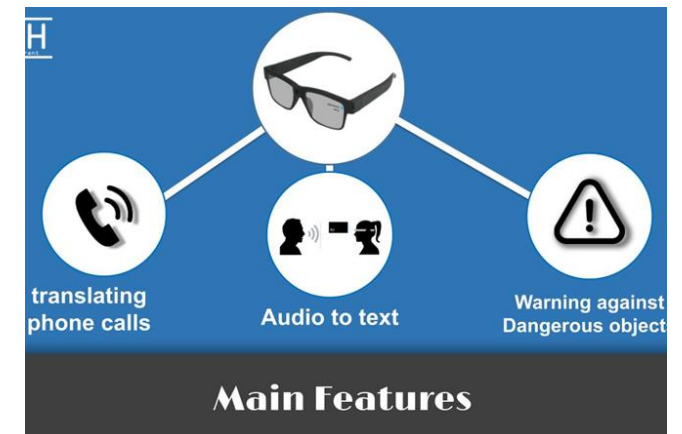 H
translating
phone calls
Audio to text
Warning against
Dangerous object
Main Features